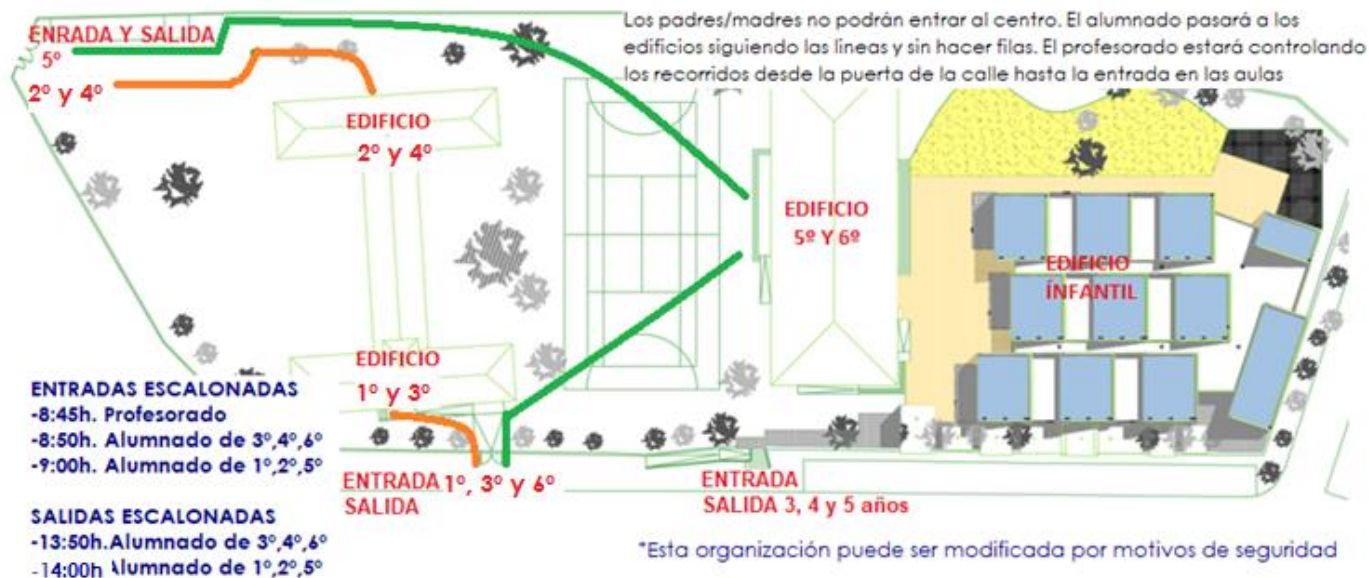 Los padres/madres no podrán entrar al centro. El alumnado pasará a los
edificios siguiendo las lineas y sin hacer filas. El profesorado estará controlando
los recorridos desde la puerta de la calle hasta la entrada en las aulas
ENRADA Y SALIDA
5º
2º y 4º
EDIFICIO
2º y 4º
EDIFICIO
5º Y 6º
EDIFICIO
ÍNFANTIL
EDIFICIO
1º y 3º
ENTRADAS ESCALONADAS
-8:45h. Profesorado
-8:50h. Alumnado de 3º,4º,6º
-9:00h. Alumnado de 1º,2º,5º
ENTRADA 1º, 3º y 6º
SALIDA
ENTRADA
SALIDA 3, 4 y 5 años
SALIDAS ESCALONADAS
-13:50h.Alumnado de 3º,4º,6º
-14:00h Alumnado de 1º,2º,5º
*Esta organización puede ser modificada por motivos de seguridad